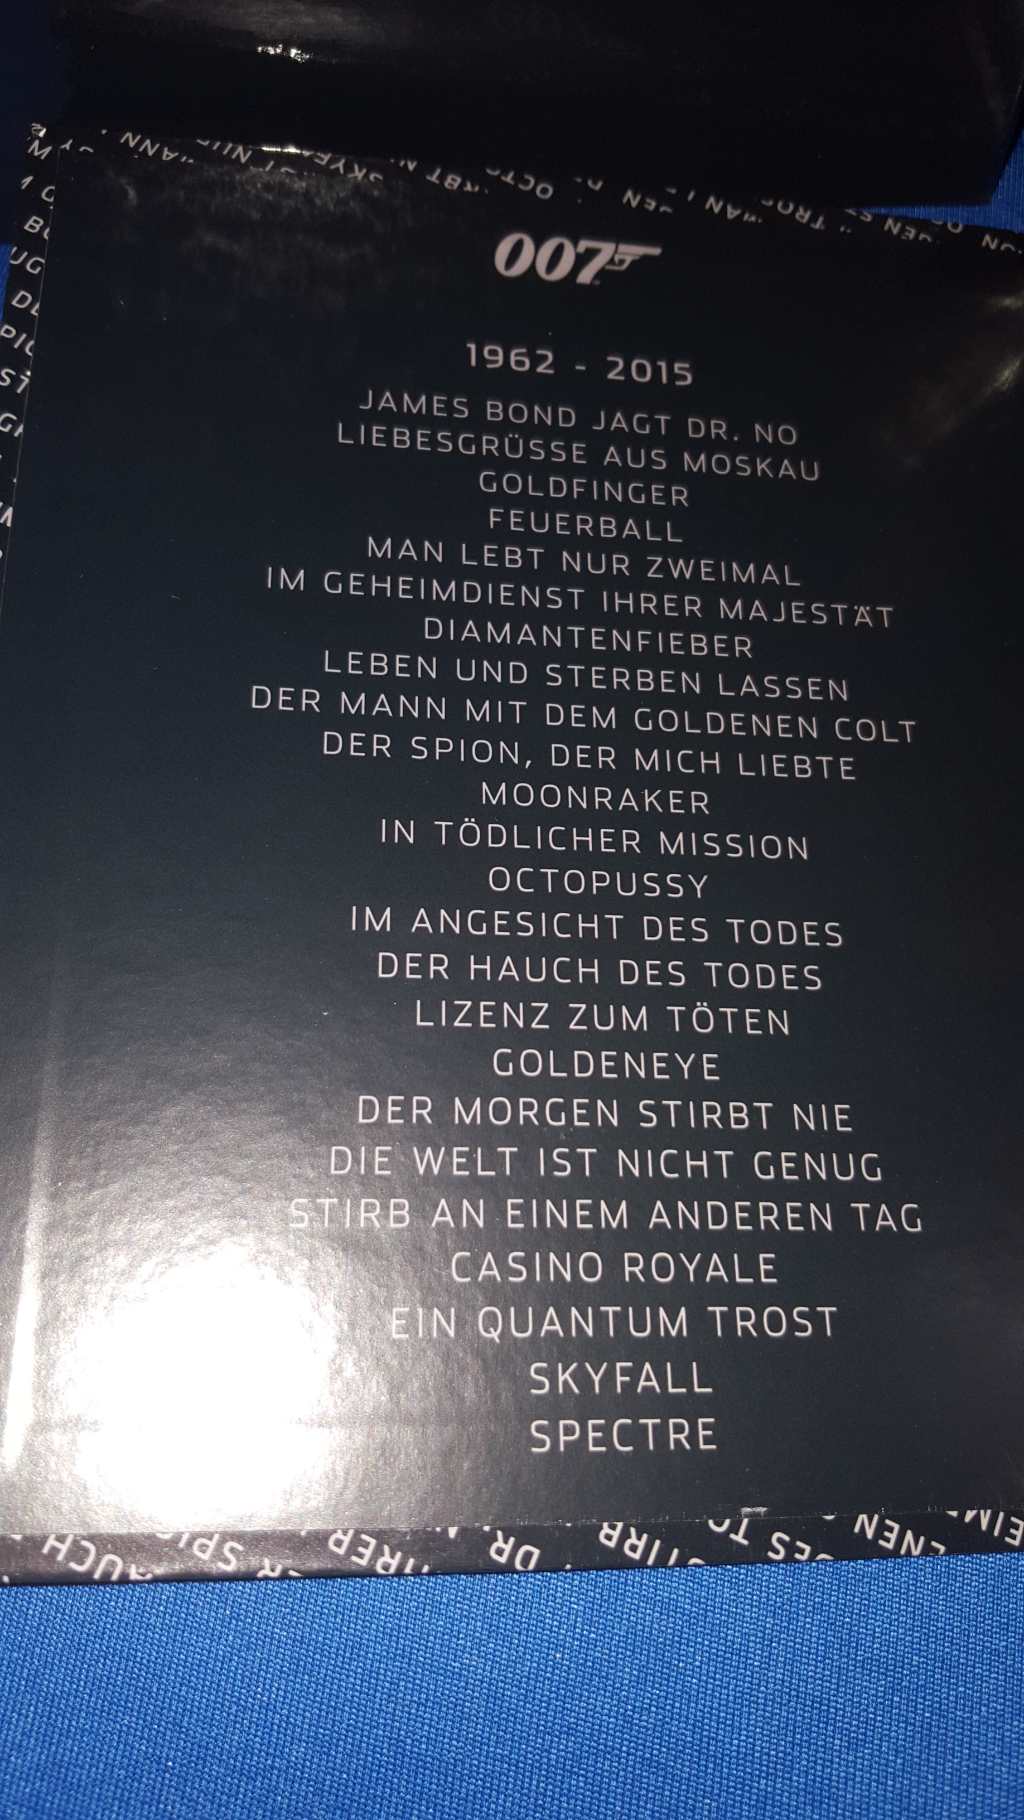 007
1962 - 2015
JAMES BOND JAGT DR. NO
LIEBESGRÜSSE AUS MOSKAU
GOLDFINGER
FEUERBALL
MAN LEBT NUR ZWEIMAL
IM GEHEIMDIENST IHRER MAJESTÄT
DIAMANTENFIEBER
LEBEN UND STERBEN LASSEN
DER MANN MIT DEM GOLDENEN COLT
DER SPION, DER MICH LIEBTE
MOONRAKER
IN TÖDLICHER MISSION
OCTOPUSSY
IM ANGESICHT DES TODES
DER HAUCH DES TODES
LIZENZ ZUM TÖTEN
GOLDENEYE
DER MORGEN STIRBT NIE
DIE WELT IST NICHT GENUG
STIRB AN EINEM ANDEREN TAG
CASINO ROYALE
EIN QUANTUM TROST
SKYFALL
SPECTRE